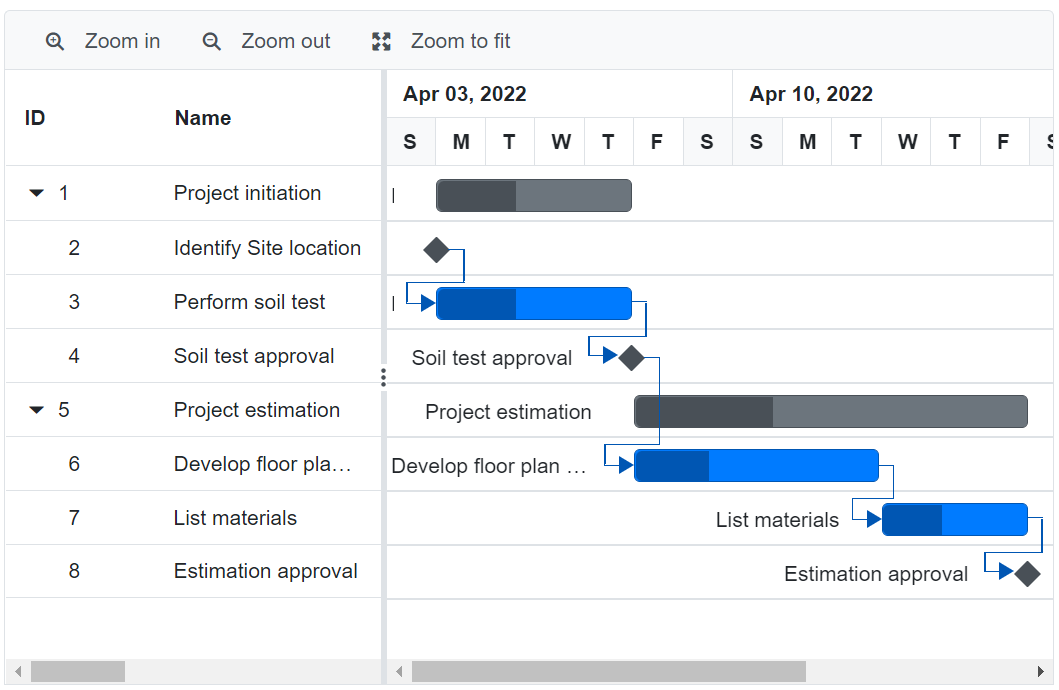 Zoom in Zoom out Zoom to fit
ID Name Apr 03, 2022 Apr 10, 2022
S M T W T F S S M T W T F S
1 Project initiation
2 Identify Site location
3 Perform soil test
4 Soil test approval Soil test approval
5 Project estimation Project estimation
6 Develop floor pla… Develop floor plan …
7 List materials List materials
8 Estimation approval Estimation approval